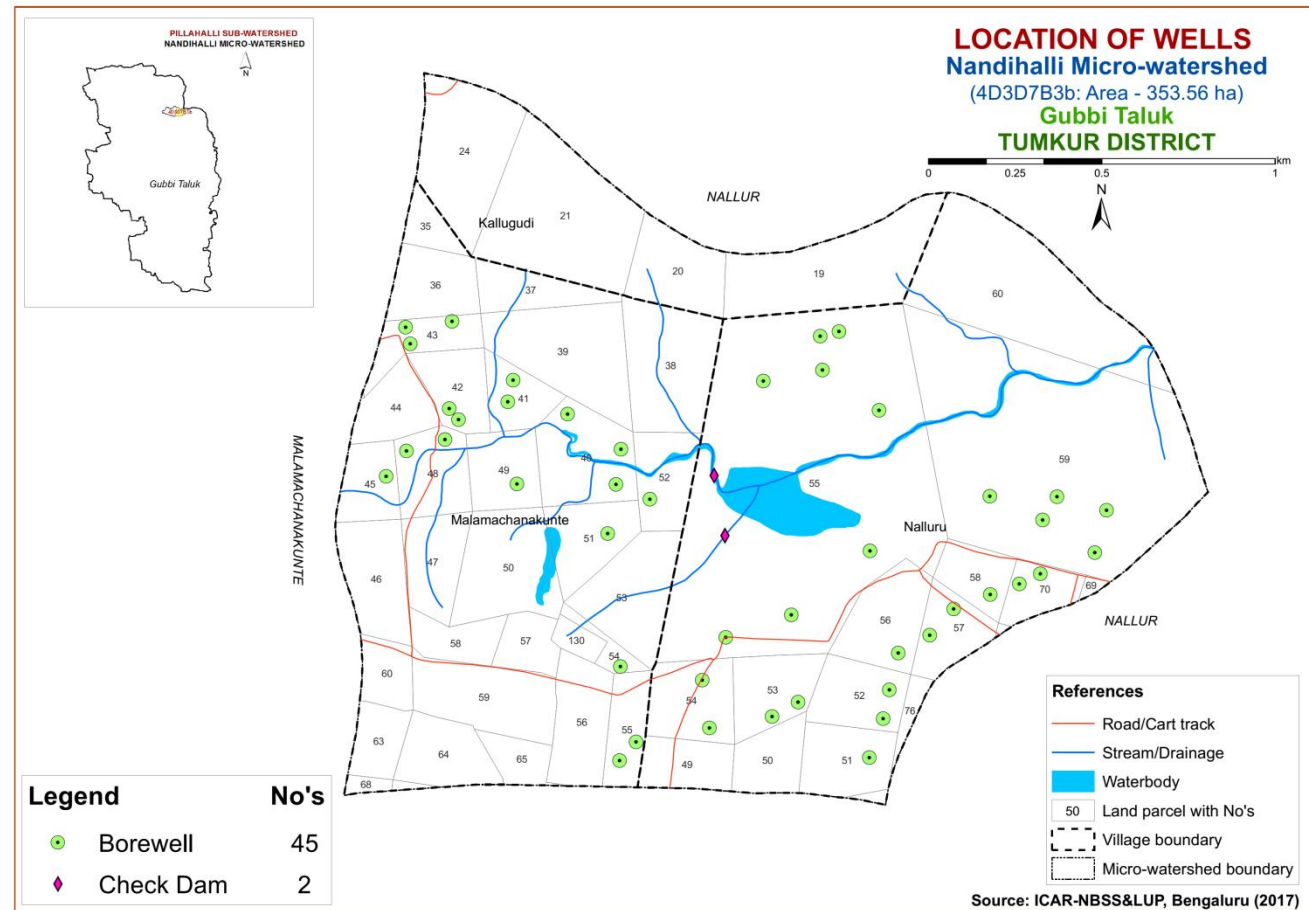 PILLAHALLI SUB-WATERSHED
NANDIHALLI MICRO-WATERSHED
N
Gubbi Taluk
LOCATION OF WELLS
Nandihalli Micro-watershed
(4D3D7B3b: Area - 353.56 ha)
Gubbi Taluk
TUMKUR DISTRICT
km
0 0.25 0.5 1
N
NALLUR
24
21
Kallugudi
35
20
19
36
37
60
43
39
38
42
41
44
40
59
45
48
49
52
55
Malamachanakunte
MALAMACHANAKUNTE
51
Nalluru
46
47
50
53
58
70
69
56
57
NALLUR
58
57
130
54
60
59
56
55
54
53
52
76
63
64
65
49
50
51
68
References
Road/Cart track
Stream/Drainage
Waterbody
50 Land parcel with No's
Village boundary
Micro-watershed boundary
Legend No's
Borewell 45
Check Dam 2
Source: ICAR-NBSS&LUP, Bengaluru (2017)